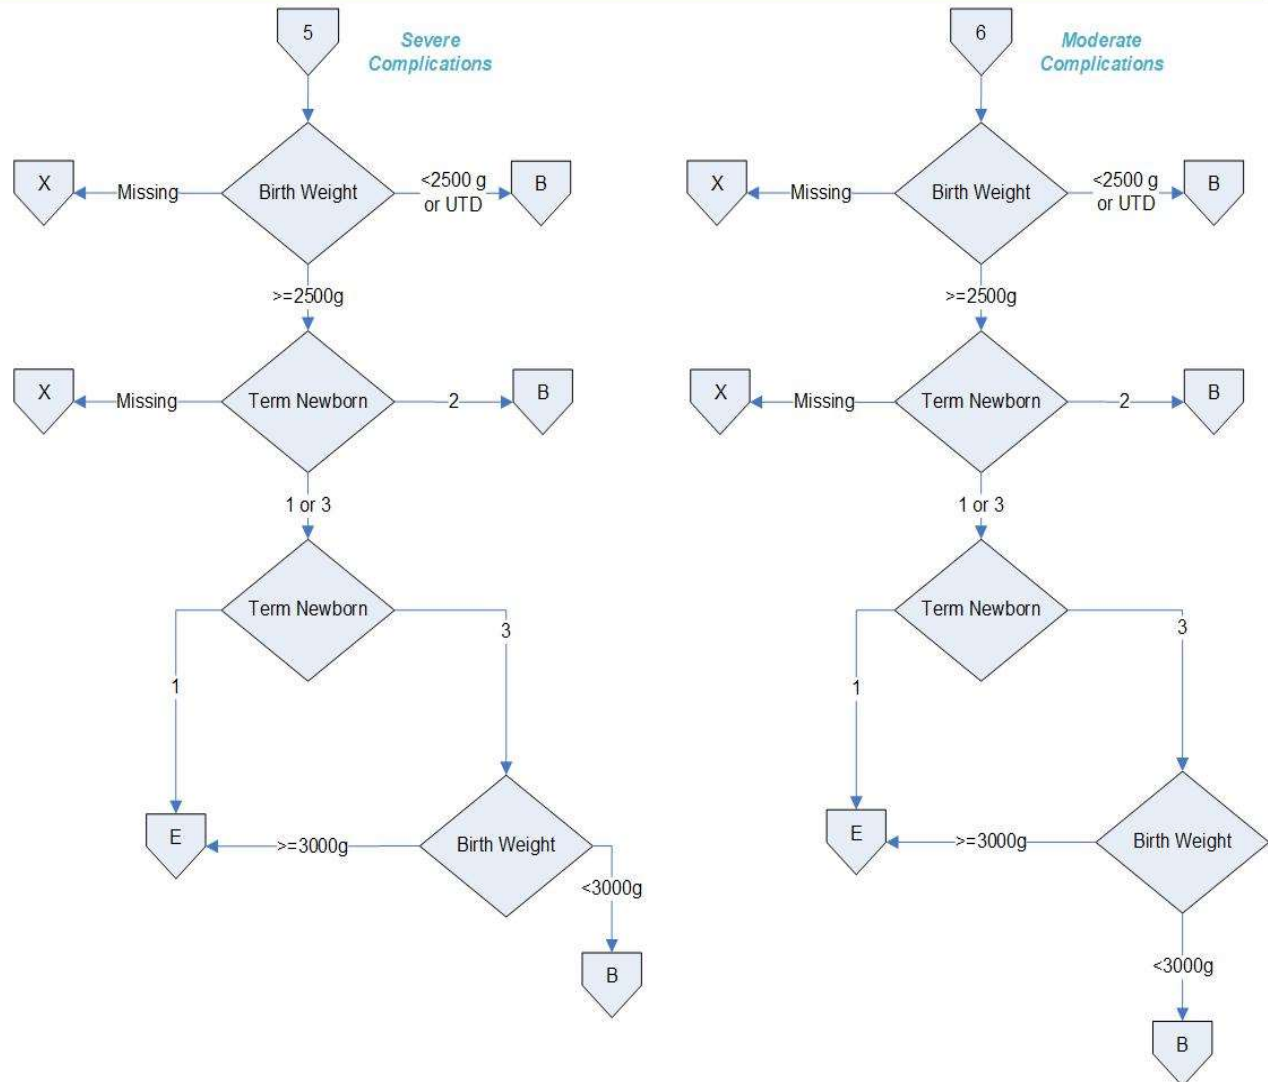 5
Severe
Complications
X
Missing
Birth Weight
<2500 g
or UTD
B
>=2500g
X
Missing
Term Newborn
2
B
1 or 3
Term Newborn
3
1
E
>=3000g
Birth Weight
<3000g
B
6
Moderate
Complications
X
Missing
Birth Weight
<2500 g
or UTD
B
>=2500g
X
Missing
Term Newborn
2
B
1 or 3
Term Newborn
3
1
E
>=3000g
Birth Weight
<3000g
B